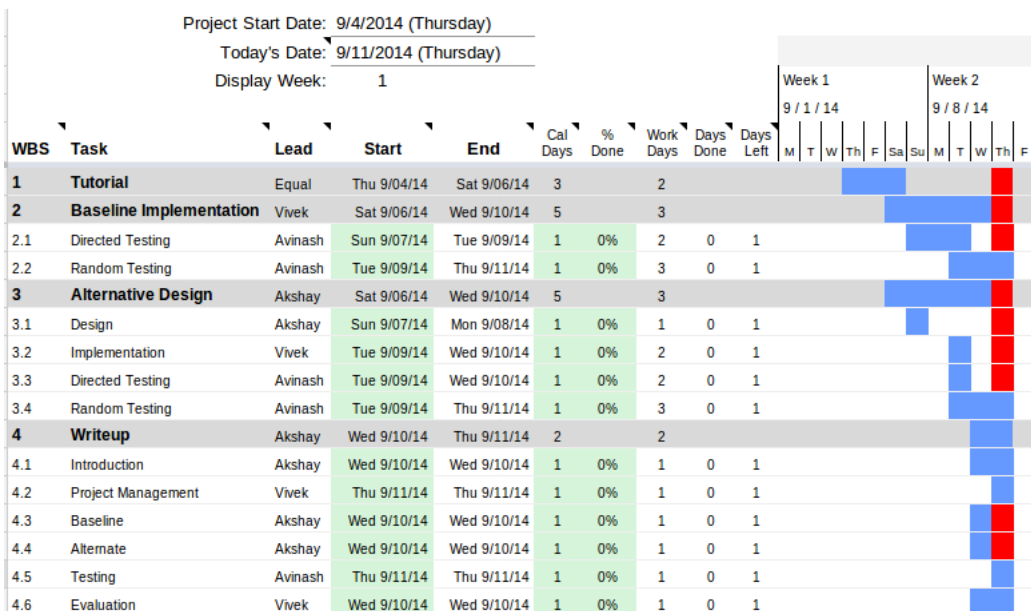 Project Start Date: 9/4/2014 (Thursday)
Today's Date: 9/11/2014 (Thursday)
Display Week: 1
Week 1 Week 2
9 / 1 / 14 9 / 8 / 14
WBS Task Lead Start End Cal Days % Done Work Days Days Done Days Left M T W Th F Sa Su M T W Th F
1 Tutorial Equal Thu 9/04/14 Sat 9/06/14 3 2
2 Baseline Implementation Vivek Sat 9/06/14 Wed 9/10/14 5 3
2.1 Directed Testing Avinash Sun 9/07/14 Tue 9/09/14 1 0% 2 0 1
2.2 Random Testing Avinash Tue 9/09/14 Thu 9/11/14 1 0% 3 0 1
3 Alternative Design Akshay Sat 9/06/14 Wed 9/10/14 5 3
3.1 Design Akshay Sun 9/07/14 Mon 9/08/14 1 0% 1 0 1
3.2 Implementation Vivek Tue 9/09/14 Wed 9/10/14 1 0% 2 0 1
3.3 Directed Testing Avinash Tue 9/09/14 Wed 9/10/14 1 0% 2 0 1
3.4 Random Testing Avinash Tue 9/09/14 Thu 9/11/14 1 0% 3 0 1
4 Writeup Akshay Wed 9/10/14 Thu 9/11/14 2 2
4.1 Introduction Akshay Wed 9/10/14 Wed 9/10/14 1 0% 1 0 1
4.2 Project Management Vivek Thu 9/11/14 Thu 9/11/14 1 0% 1 0 1
4.3 Baseline Akshay Wed 9/10/14 Wed 9/10/14 1 0% 1 0 1
4.4 Alternate Akshay Wed 9/10/14 Wed 9/10/14 1 0% 1 0 1
4.5 Testing Avinash Thu 9/11/14 Thu 9/11/14 1 0% 1 0 1
4.6 Evaluation Vivek Wed 9/10/14 Wed 9/10/14 1 0% 1 0 1